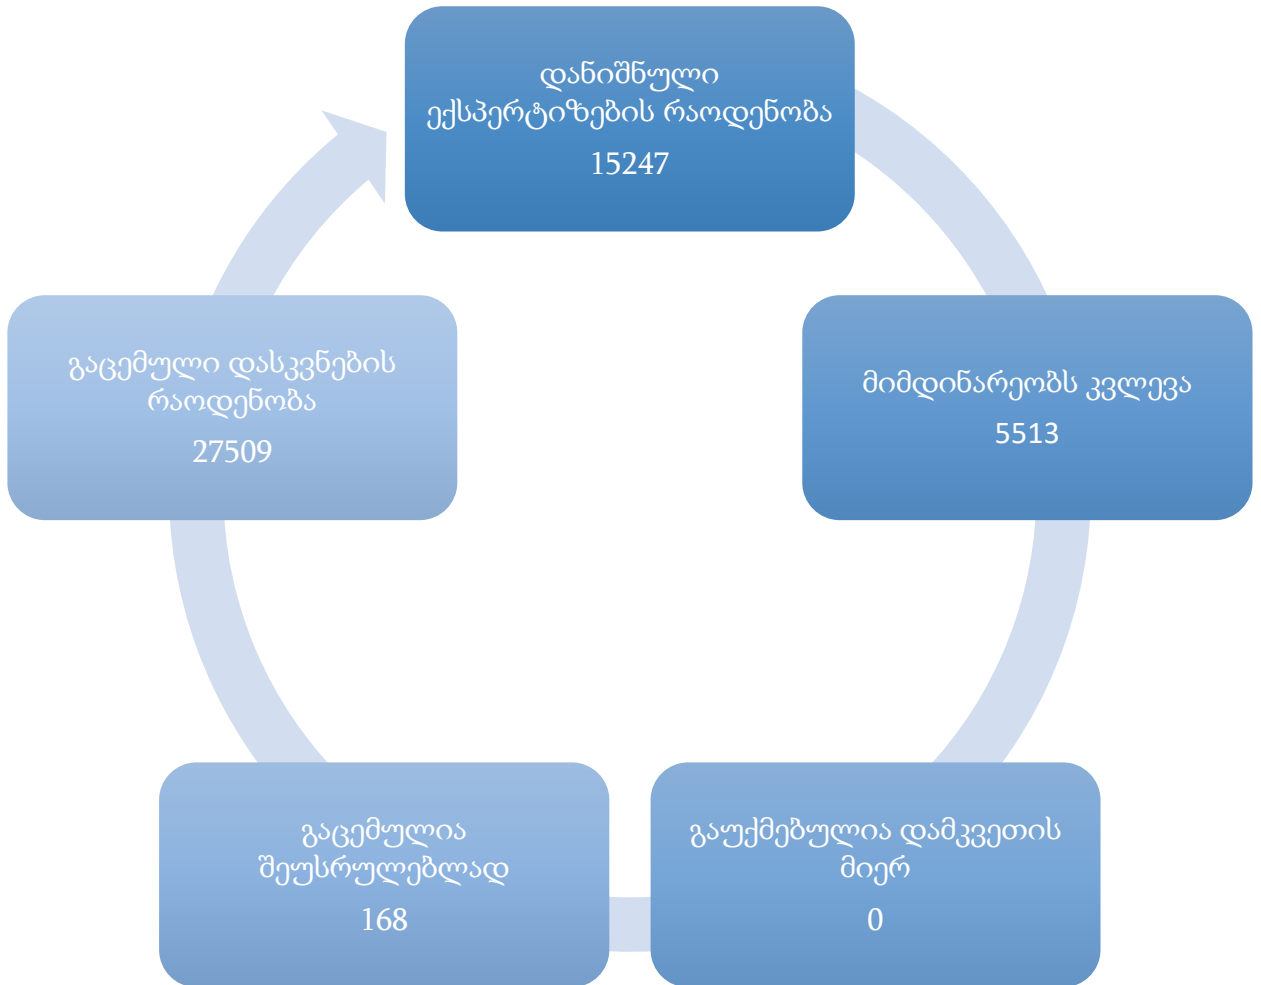 დანიშნული
ექსპერტიზების რაოდენობა
15247
მიმდინარეობს კვლევა
5513
გაუქმებულია დამკვეთის
მიერ
0
გაცემულია
შეუსრულებლად
168
გაცემული დასკვნების
რაოდენობა
27509